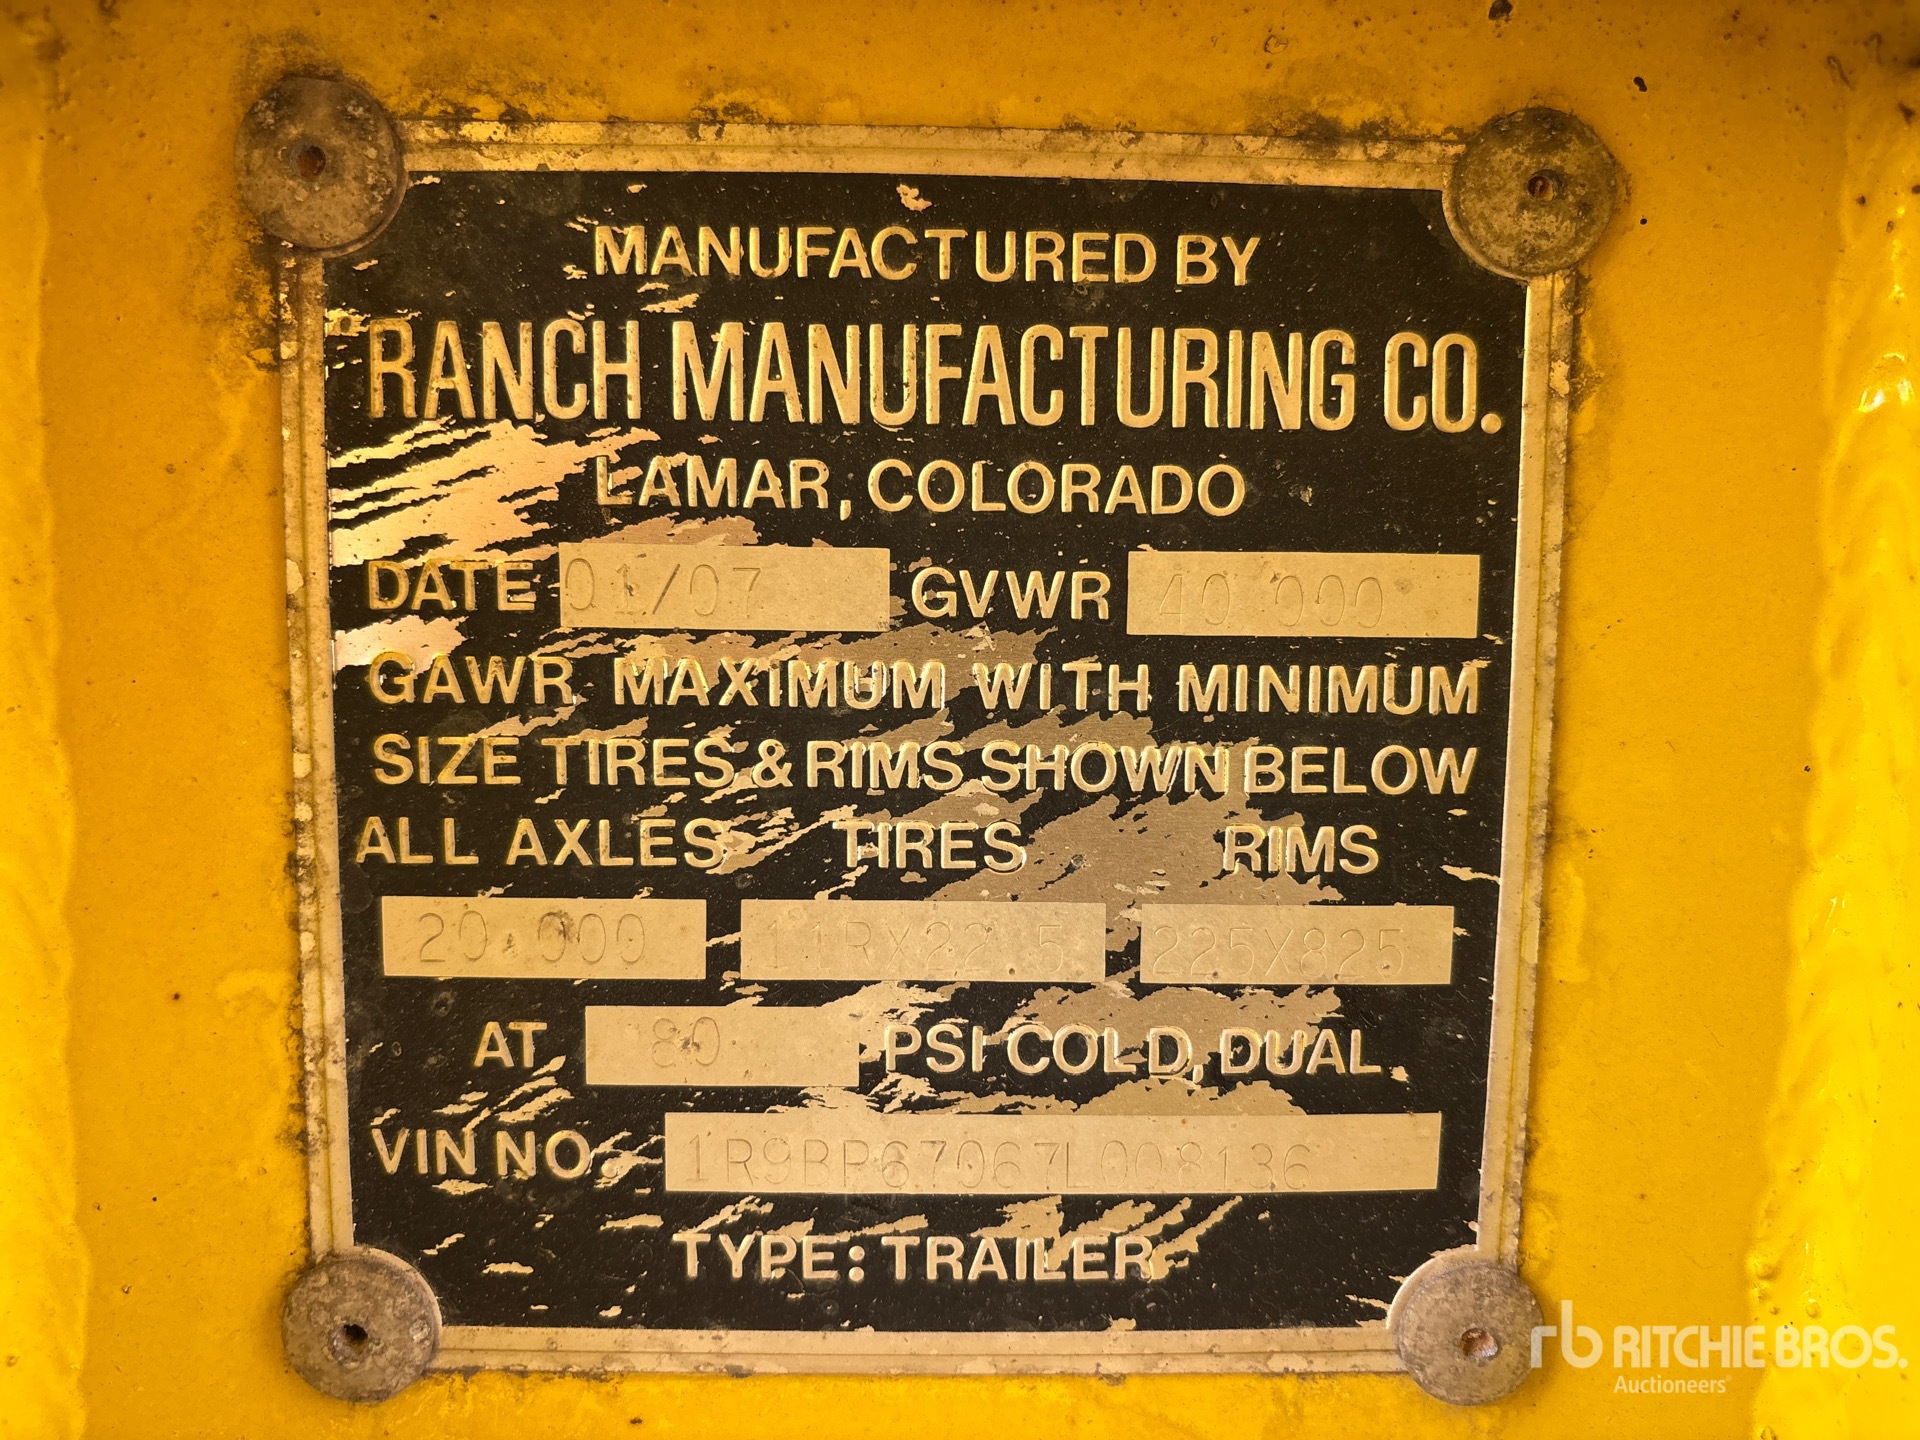 MANUFACTURED BY
RANCH MANUFACTURING CO.
LAMAR, COLORADO
DATE 01/07 GVWR 40 000
GAWR MAXIMUM WITH MINIMUM
SIZE TIRES & RIMS SHOWN BELOW
ALL AXLES TIRES RIMS
20,000 11RX22.5 225X825
AT 80 PSI COLD, DUAL
VIN NO. 1R9BP67067L008136
TYPE: TRAILER
rb RITCHIE BROS.
Auctioneers